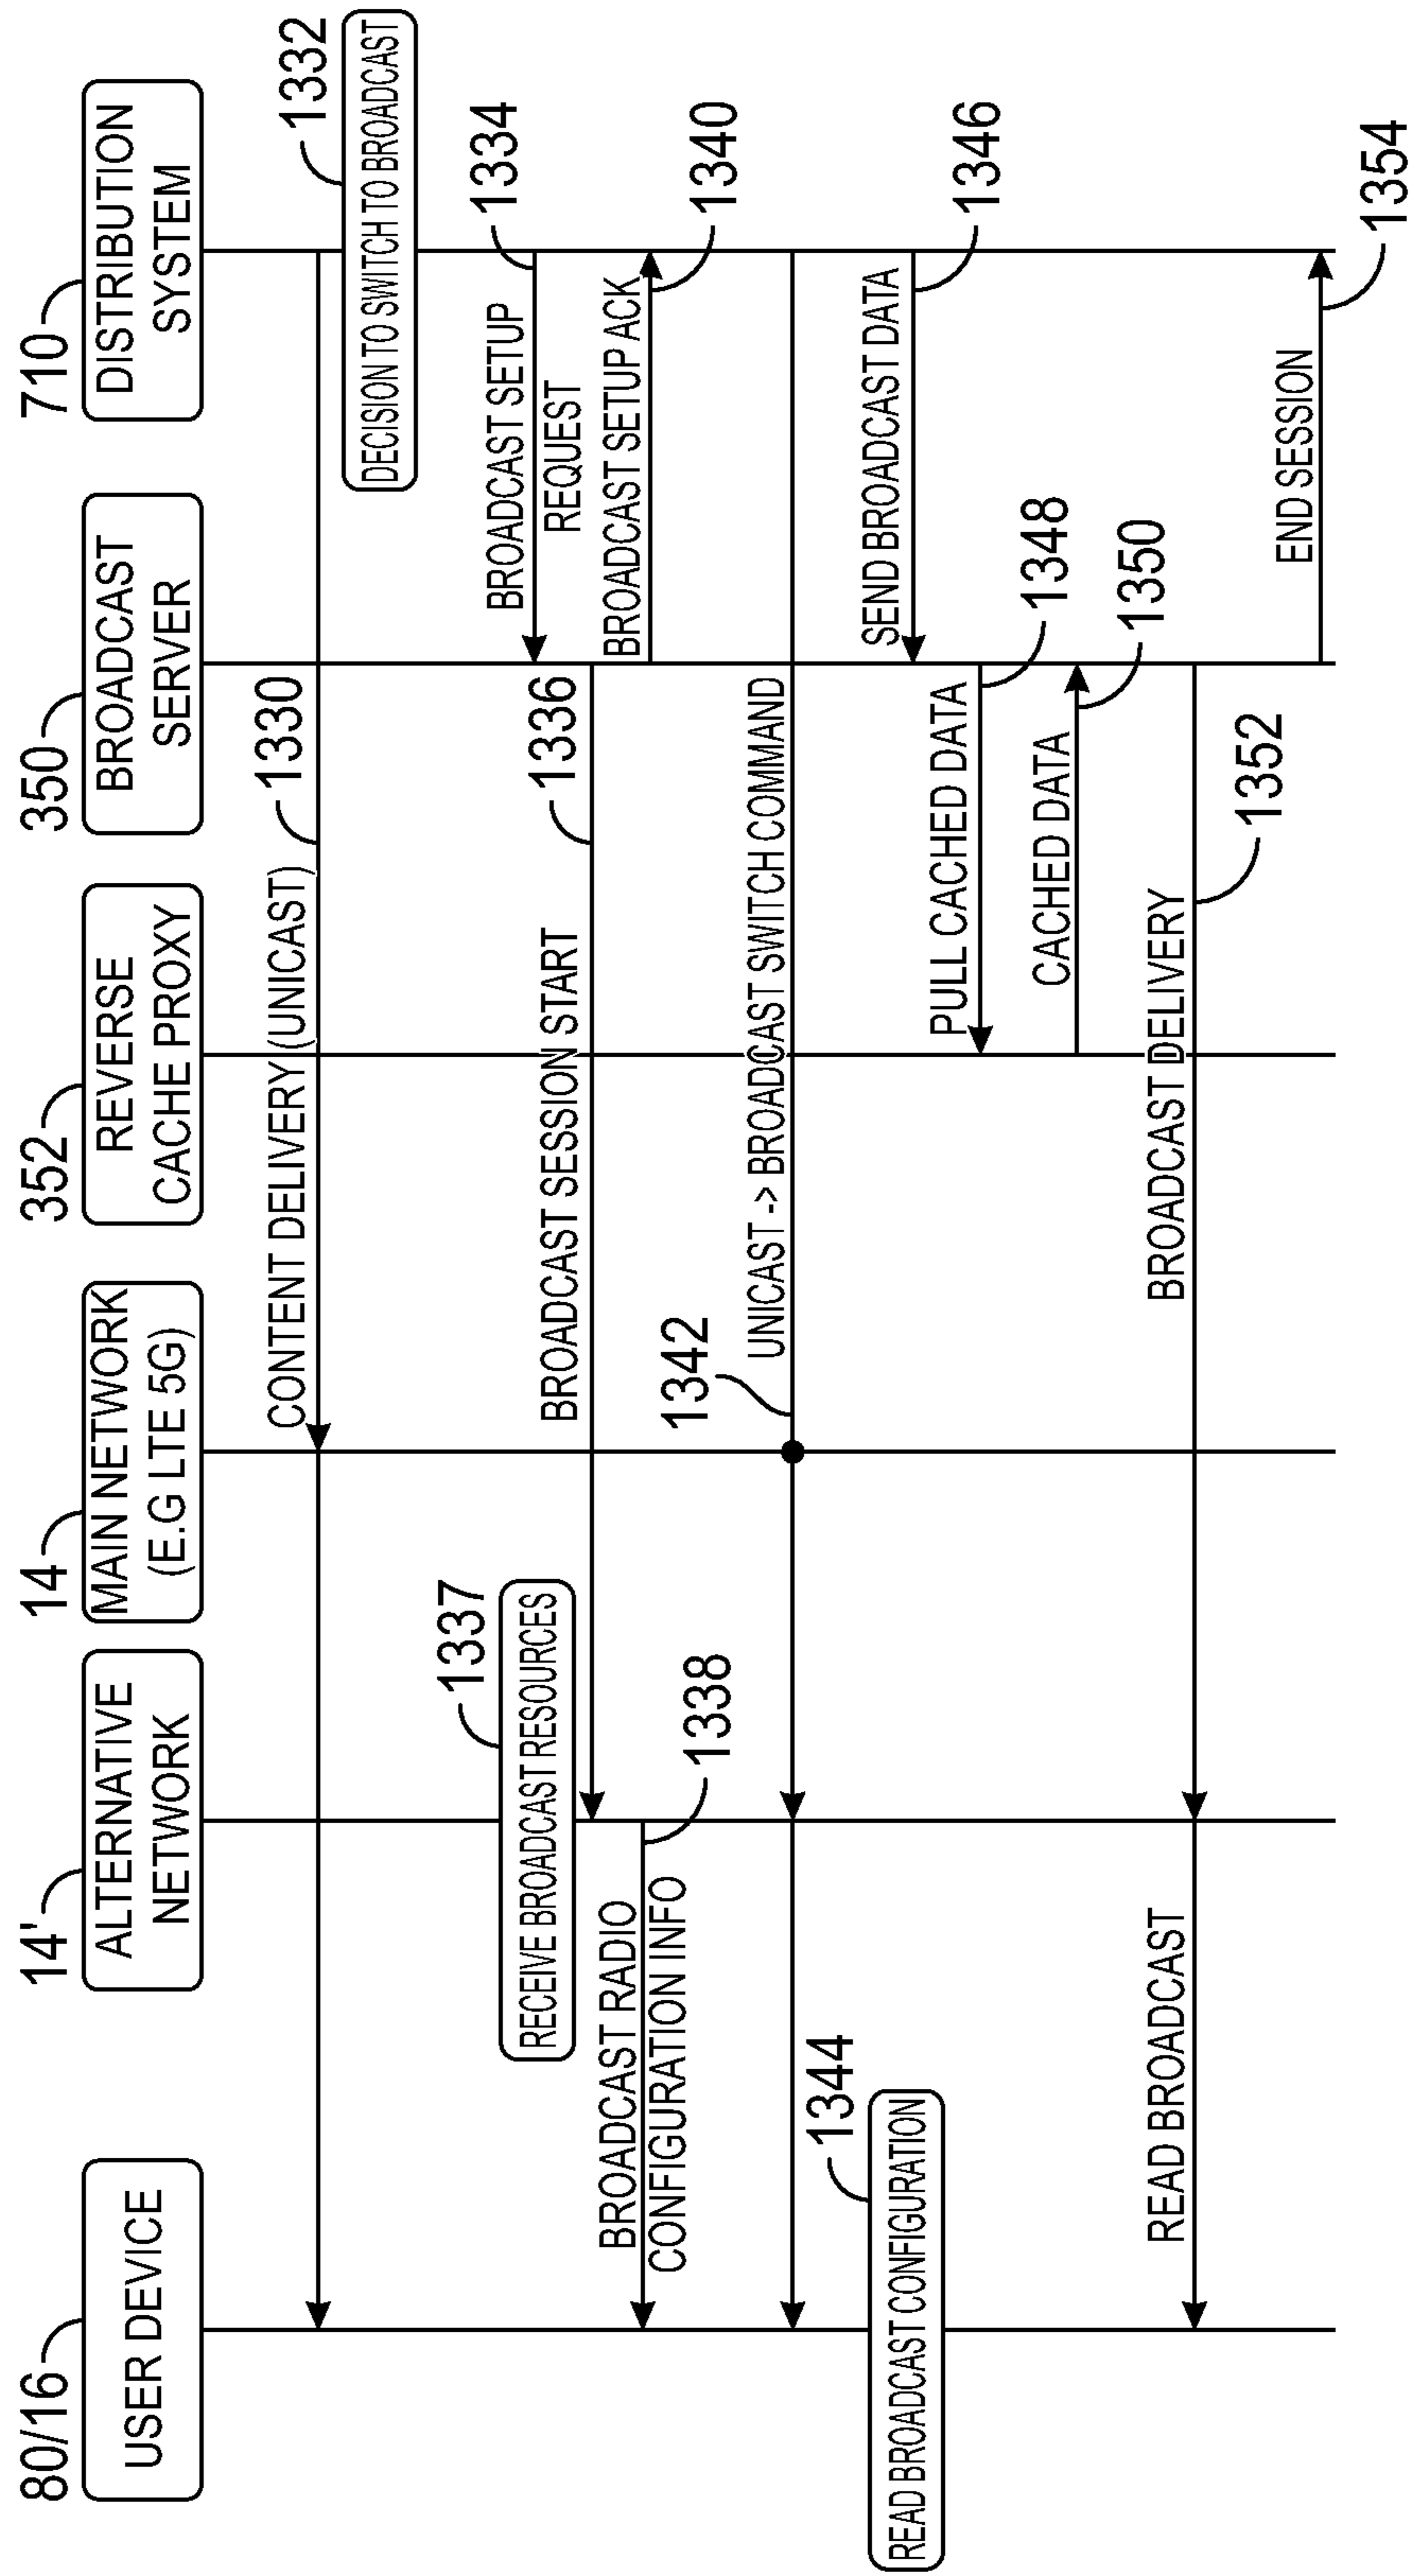 80/16
USER DEVICE
14'
ALTERNATIVE
NETWORK
14
MAIN NETWORK
(E.G LTE 5G)
352
REVERSE
CACHE PROXY
350
BROADCAST
SERVER
710
DISTRIBUTION
SYSTEM
CONTENT DELIVERY (UNICAST)
1330
1332
DECISION TO SWITCH TO BROADCAST
BROADCAST SETUP
REQUEST
1334
1337
RECEIVE BROADCAST RESOURCES
BROADCAST SESSION START
1336
BROADCAST RADIO
CONFIGURATION INFO
1338
BROADCAST SETUP ACK
1340
1342
UNICAST -> BROADCAST SWITCH COMMAND
1344
READ BROADCAST CONFIGURATION
SEND BROADCAST DATA
1346
PULL CACHED DATA
1348
CACHED DATA
1350
READ BROADCAST
BROADCAST DELIVERY
1352
END SESSION
1354